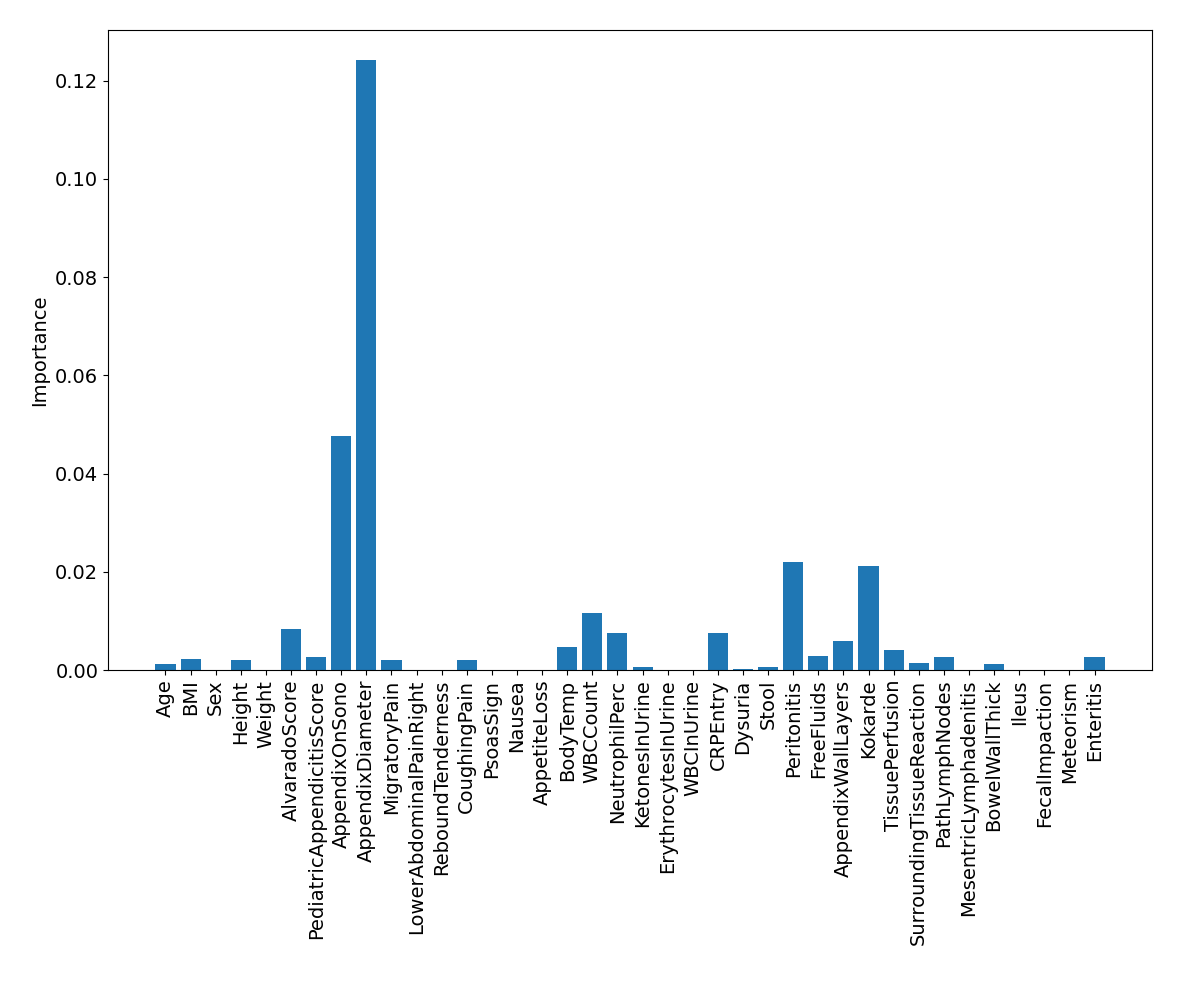 Importance
0.12
0.10
0.08
0.06
0.04
0.02
0.00
Age
BMI
Sex
Height
Weight
AlvaradoScore
PediatricAppendicitisScore
AppendixOnSono
AppendixDiameter
MigratoryPain
LowerAbdominalPainRight
ReboundTenderness
CoughingPain
PsoasSign
Nausea
AppetiteLoss
BodyTemp
WBCCount
NeutrophilPerc
KetonesInUrine
ErythrocytesInUrine
WBCInUrine
CRPEntry
Dysuria
Stool
Peritonitis
FreeFluids
AppendixWallLayers
Kokarde
TissuePerfusion
SurroundingTissueReaction
PathLymphNodes
MesentricLymphadenitis
BowelWallThick
Ileus
FecalImpaction
Meteorism
Enteritis